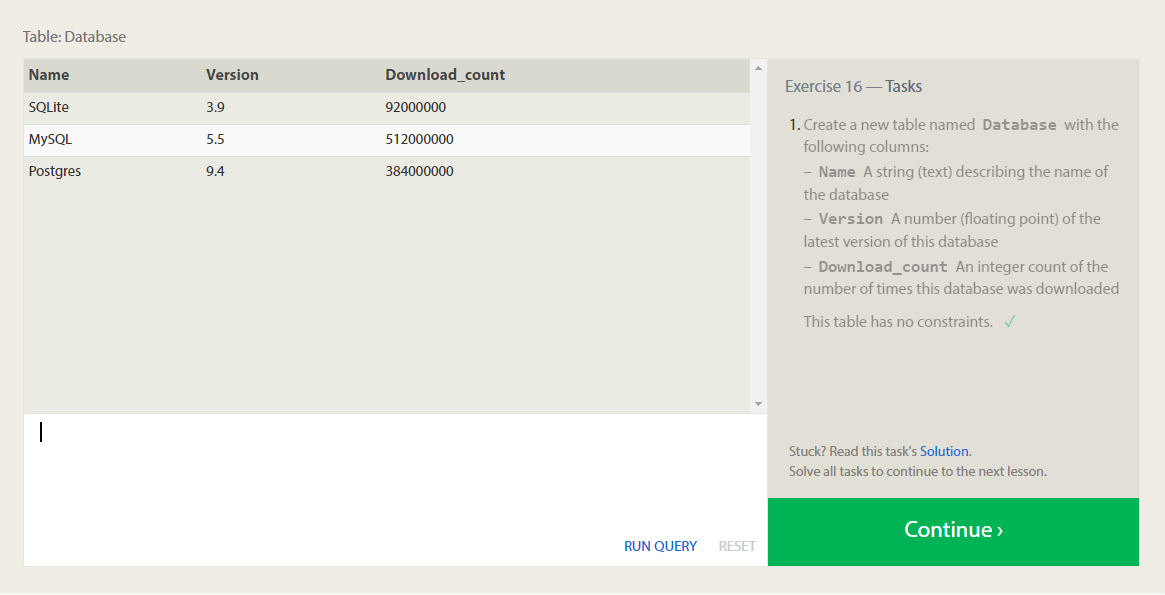 Table: Database
Name Version Download_count
SQLite 3.9 92000000
MySQL 5.5 512000000
Postgres 9.4 384000000
RUN QUERY RESET
Exercise 16 — Tasks
1. Create a new table named Database with the
following columns:
– Name A string (text) describing the name of
the database
– Version A number (floating point) of the
latest version of this database
– Download_count An integer count of the
number of times this database was downloaded
This table has no constraints. ✓
Stuck? Read this task's Solution.
Solve all tasks to continue to the next lesson.
Continue ›